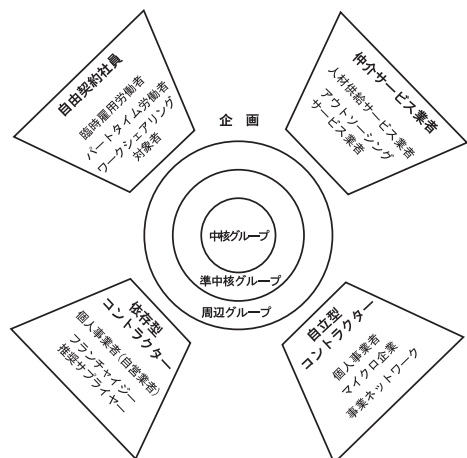 自由契約社員
臨時雇用労働者
パートタイム労働者
ワークシェアリング
対象者
企　画
仲介サービス業者
人材供給サービス業者
アウトソーシング
サービス業者
中核グループ
準中核グループ
周辺グループ
依存型
コントラクター
個人事業者(自営業者)
フランチャイジー
推奨サプライヤー
自立型
コントラクター
個人事業者
マイクロ企業
事業ネットワーク